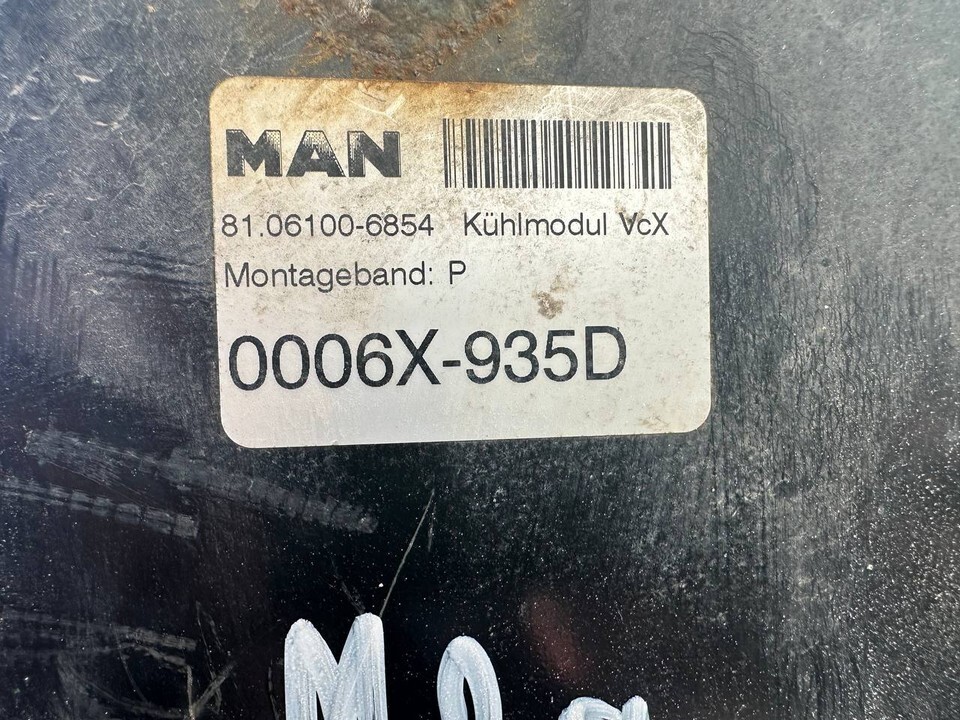 MAN
81.06100-6854 Kühlmodul VcX
Montageband: P
0006X-935D